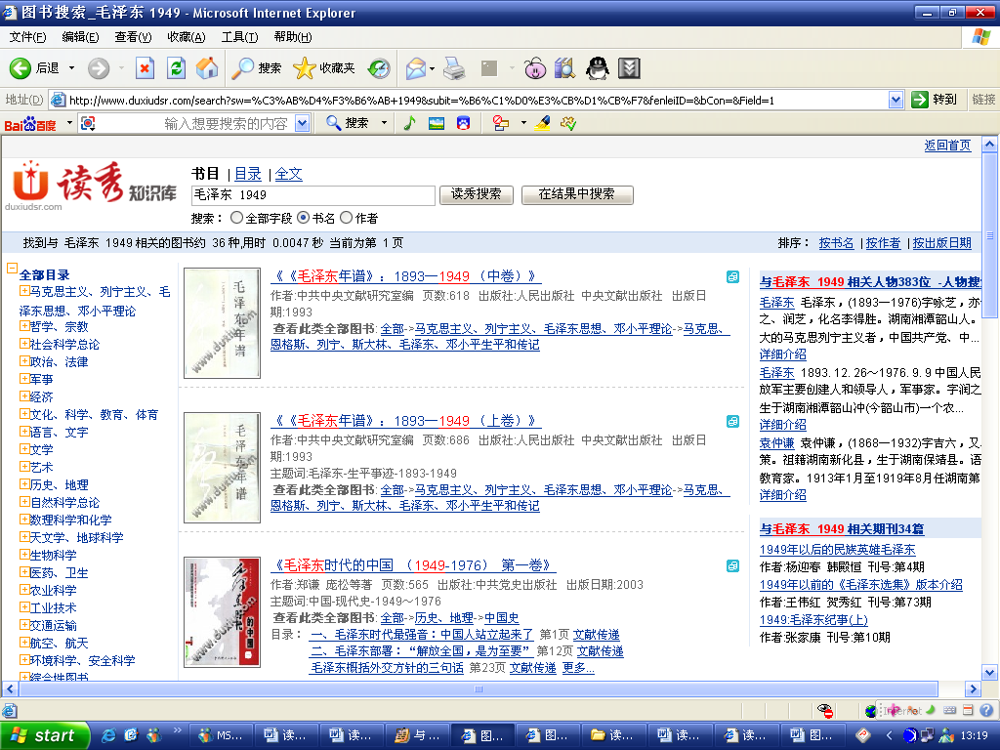 图书搜索_毛泽东 1949 - Microsoft Internet Explorer
文件(F) 编辑(E) 查看(V) 收藏(A) 工具(T) 帮助(H)
后退 搜索 收藏夹
地址(D) http://www.duxiudsr.com/search?sw=%C3%AB%D4%F3%B6%AB+1949&subit=%B6%C1%D0%E3%CB%D1%CB%F7&fenleiID=&bCon=&Field=1 转到 链接
Bai百度 输入想要搜索的内容 搜索
返回首页
读秀知识库
duxiudsr.com
书目 | 目录 | 全文
毛泽东 1949 读秀搜索 在结果中搜索
搜索： 全部字段 书名 作者
找到与 毛泽东 1949 相关的图书约 36 种,用时 0.0047 秒 当前为第 1 页
排序： 按书名 | 按作者 | 按出版日期
全部目录
马克思主义、列宁主义、毛
泽东思想、邓小平理论
哲学、宗教
社会科学总论
政治、法律
军事
经济
文化、科学、教育、体育
语言、文字
文学
艺术
历史、地理
自然科学总论
数理科学和化学
天文学、地球科学
生物科学
医药、卫生
农业科学
工业技术
交通运输
航空、航天
环境科学、安全科学
综合性图书
毛泽东年谱
www.duxiu.com
《《毛泽东年谱》：1893—1949 （中卷）》
作者:中共中央文献研究室编 页数:618 出版社:人民出版社 中央文献出版社 出版日
期:1993
查看此类全部图书: 全部->马克思主义、列宁主义、毛泽东思想、邓小平理论->马克思、
恩格斯、列宁、斯大林、毛泽东、邓小平生平和传记
毛泽东年谱
www.duxiu.com
《《毛泽东年谱》：1893—1949 （上卷）》
作者:中共中央文献研究室编 页数:686 出版社:人民出版社 中央文献出版社 出版日
期:1993
主题词:毛泽东-生平事迹-1893-1949
查看此类全部图书: 全部->马克思主义、列宁主义、毛泽东思想、邓小平理论->马克思、
恩格斯、列宁、斯大林、毛泽东、邓小平生平和传记
的中国
www.duxiu.com
《毛泽东时代的中国 （1949-1976） 第一卷》
作者:郑谦 庞松等著 页数:565 出版社:中共党史出版社 出版日期:2003
主题词:中国-现代史-1949～1976
查看此类全部图书: 全部->历史、地理->中国史
目录： 一、毛泽东时代最强音：中国人站立起来了 第1页 文献传递
二、毛泽东部署：“解放全国，是为至要” 第12页 文献传递
毛泽东概括外交方针的三句话 第23页 文献传递 更多...
与毛泽东 1949 相关人物383位 -人物搜
毛泽东 毛泽东，(1893—1976)字咏芝，亦
之、润芝，化名李得胜。湖南湘潭韶山人。
大的马克思列宁主义者，中国共产党、中...
详细介绍
毛泽东 1893.12.26～1976.9.9 中国人民
放军主要创建人和领导人，军事家。字润之
生于湖南湘潭韶山冲(今韶山市)一个农...
详细介绍
袁仲谦 袁仲谦，(1868—1932)字吉六，又
策。祖籍湖南新化县，生于湖南保靖县。语
教育家。1913年1月至1919年8月任湖南第
详细介绍
与毛泽东 1949 相关期刊34篇
1949年以后的民族英雄毛泽东
作者:杨迎春 韩殿恒 刊号:第4期
1949年以前的《毛泽东选集》版本介绍
作者:王伟红 贺秀红 刊号:第73期
1949:毛泽东纪事(上)
作者:张家康 刊号:第10期
Internet
start MS... 读... 读... 与... 图... 图... 读... 读... 读... 图... 13:19